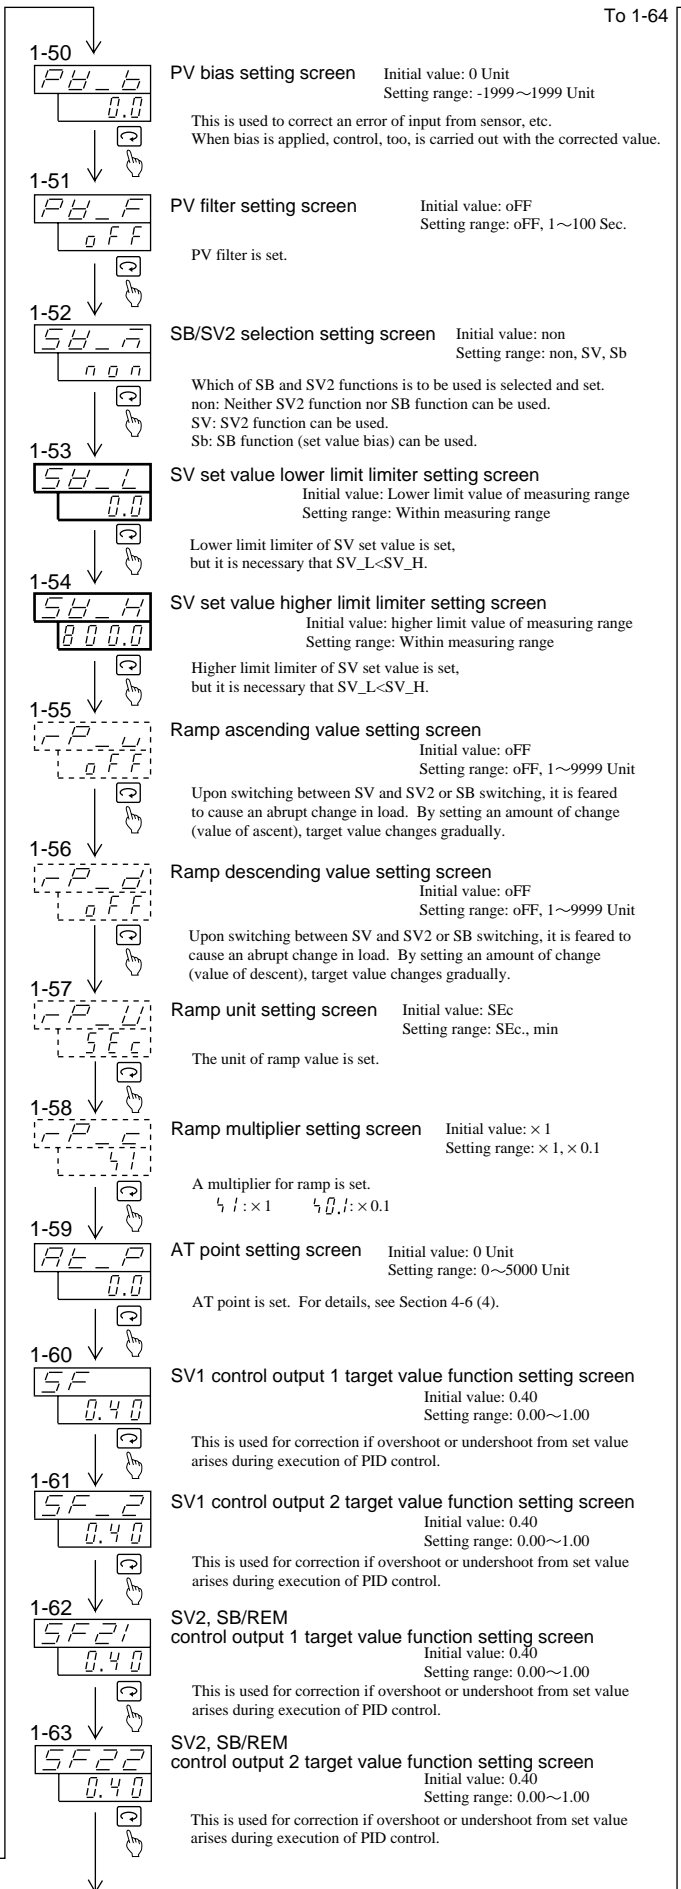 To 1-64
1-50
PV_b
0.0
PV bias setting screen Initial value: 0 Unit
Setting range: -1999～1999 Unit
This is used to correct an error of input from sensor, etc.
When bias is applied, control, too, is carried out with the corrected value.
1-51
PV_F
oFF
PV filter setting screen Initial value: oFF
Setting range: oFF, 1～100 Sec.
PV filter is set.
1-52
SV_m
non
SB/SV2 selection setting screen Initial value: non
Setting range: non, SV, Sb
Which of SB and SV2 functions is to be used is selected and set.
non: Neither SV2 function nor SB function can be used.
SV: SV2 function can be used.
Sb: SB function (set value bias) can be used.
1-53
SV_L
0.0
SV set value lower limit limiter setting screen
Initial value: Lower limit value of measuring range
Setting range: Within measuring range
Lower limit limiter of SV set value is set,
but it is necessary that SV_L<SV_H.
1-54
SV_H
800.0
SV set value higher limit limiter setting screen
Initial value: higher limit value of measuring range
Setting range: Within measuring range
Higher limit limiter of SV set value is set,
but it is necessary that SV_L<SV_H.
1-55
rP_u
oFF
Ramp ascending value setting screen
Initial value: oFF
Setting range: oFF, 1～9999 Unit
Upon switching between SV and SV2 or SB switching, it is feared
to cause an abrupt change in load. By setting an amount of change
(value of ascent), target value changes gradually.
1-56
rP_d
oFF
Ramp descending value setting screen
Initial value: oFF
Setting range: oFF, 1～9999 Unit
Upon switching between SV and SV2 or SB switching, it is feared to
cause an abrupt change in load. By setting an amount of change
(value of descent), target value changes gradually.
1-57
rP_U
SEc
Ramp unit setting screen Initial value: SEc
Setting range: SEc., min
The unit of ramp value is set.
1-58
rP_c
x1
Ramp multiplier setting screen Initial value: × 1
Setting range: × 1, × 0.1
A multiplier for ramp is set.
x1 : × 1 x0.1: × 0.1
1-59
At_P
0.0
AT point setting screen Initial value: 0 Unit
Setting range: 0～5000 Unit
AT point is set. For details, see Section 4-6 (4).
1-60
SF
0.40
SV1 control output 1 target value function setting screen
Initial value: 0.40
Setting range: 0.00～1.00
This is used for correction if overshoot or undershoot from set value
arises during execution of PID control.
1-61
SF_2
0.40
SV1 control output 2 target value function setting screen
Initial value: 0.40
Setting range: 0.00～1.00
This is used for correction if overshoot or undershoot from set value
arises during execution of PID control.
1-62
SF21
0.40
SV2, SB/REM
control output 1 target value function setting screen
Initial value: 0.40
Setting range: 0.00～1.00
This is used for correction if overshoot or undershoot from set value
arises during execution of PID control.
1-63
SF22
0.40
SV2, SB/REM
control output 2 target value function setting screen
Initial value: 0.40
Setting range: 0.00～1.00
This is used for correction if overshoot or undershoot from set value
arises during execution of PID control.